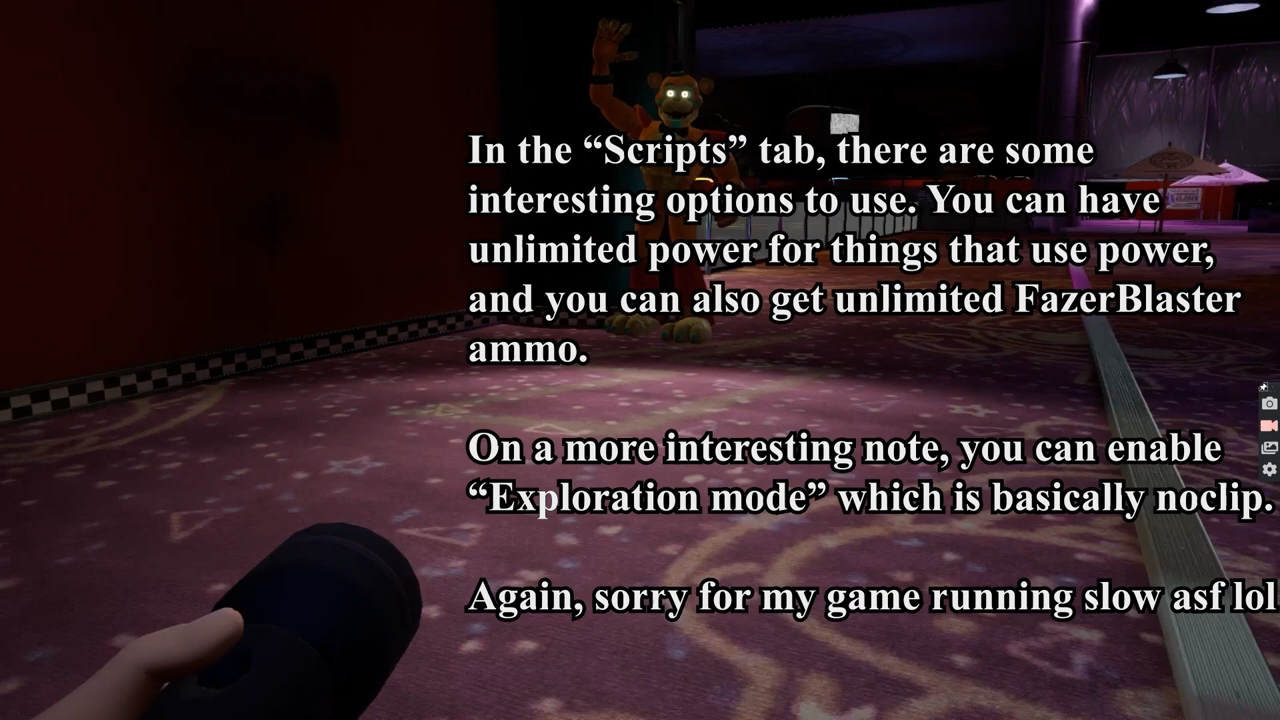 In the “Scripts” tab, there are some
interesting options to use. You can have
unlimited power for things that use power,
and you can also get unlimited FazerBlaster
ammo.
On a more interesting note, you can enable
“Exploration mode” which is basically noclip.
Again, sorry for my game running slow asf lol